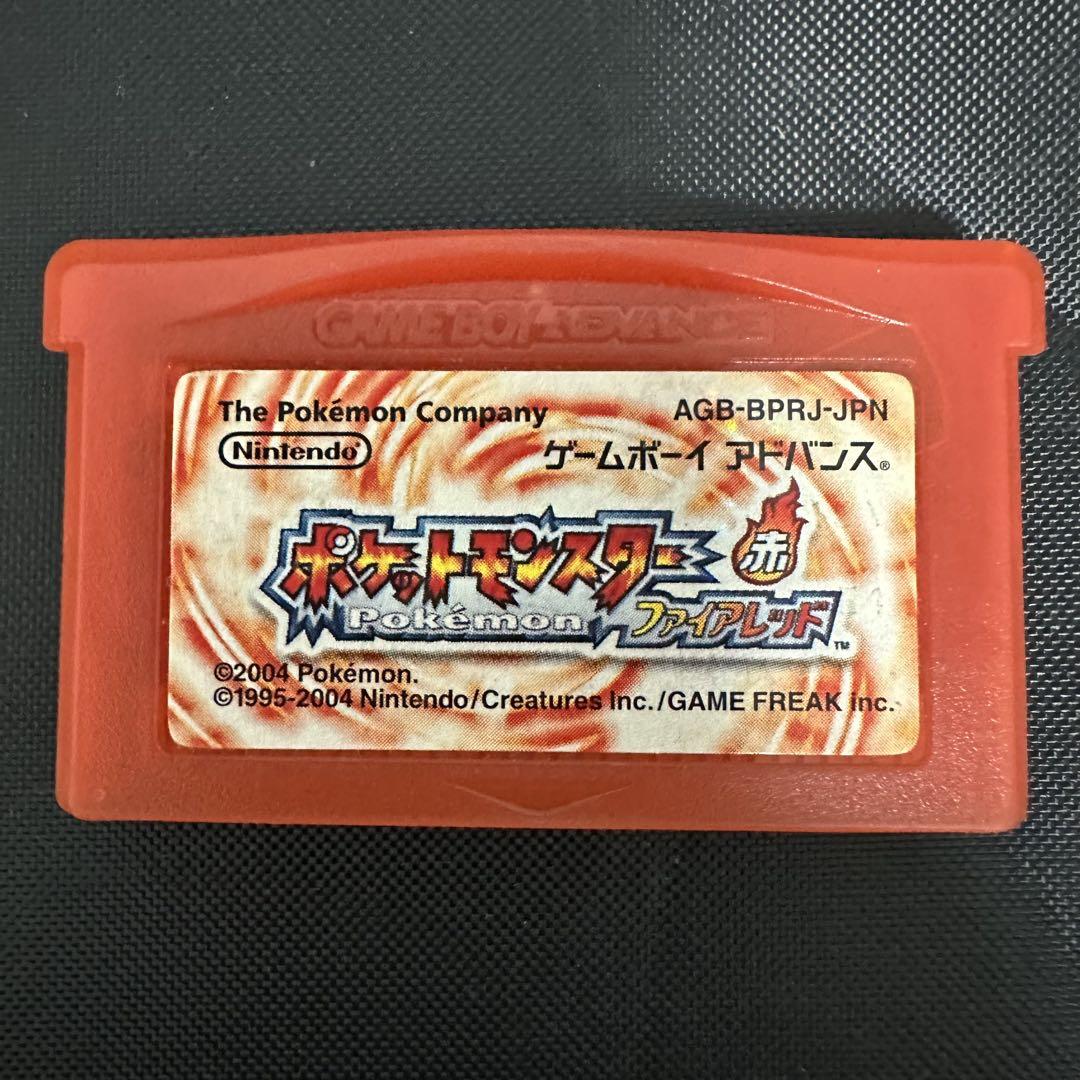 GAME BOY ADVANCE
The Pokémon Company AGB-BPRJ-JPN
Nintendo ゲームボーイ アドバンス®
ポケットモンスター 赤
Pokémon ファイアレッド™
©2004 Pokémon.
©1995-2004 Nintendo/Creatures Inc./GAME FREAK inc.